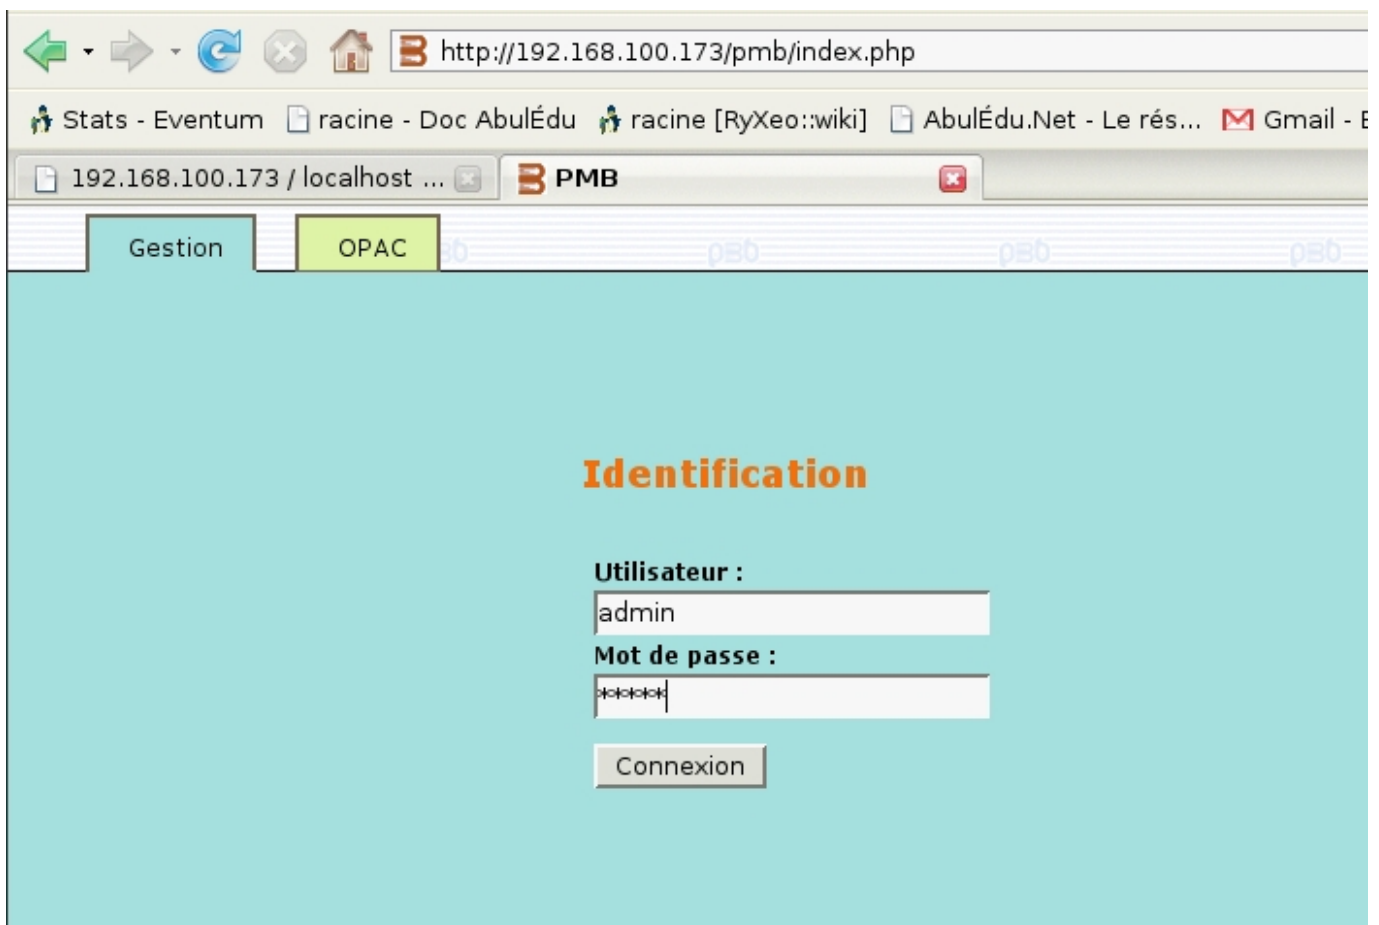 http://192.168.100.173/pmb/index.php
Stats - Eventum racine - Doc AbulÉdu racine [RyXeo::wiki] AbulÉdu.Net - Le rés... Gmail -
192.168.100.173 / localhost ... PMB
Gestion OPAC
Identification
Utilisateur :
admin
Mot de passe :
*****
Connexion